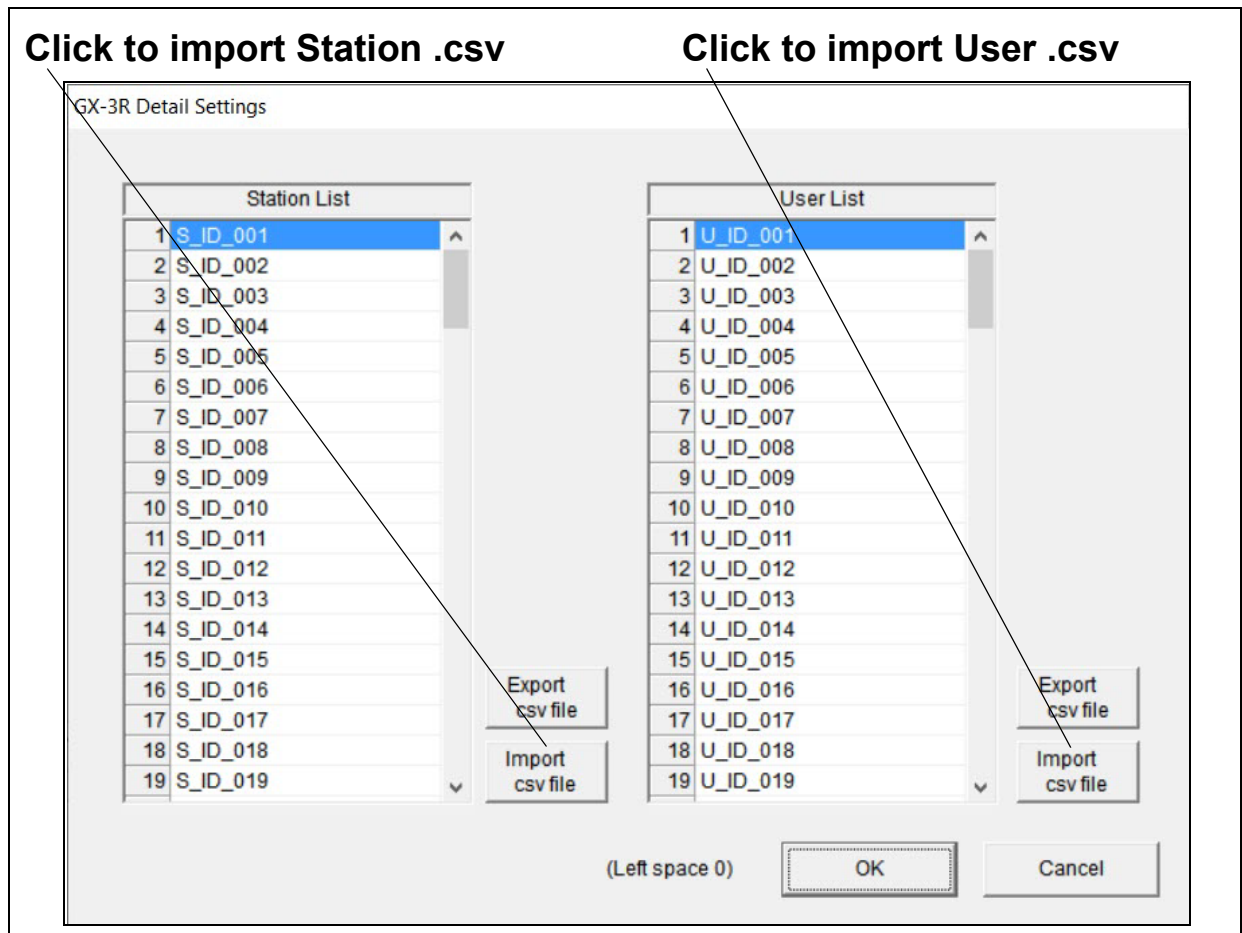 Click to import Station .csv
Click to import User .csv
GX-3R Detail Settings
Station List
1 S_ID_001
2 S_ID_002
3 S_ID_003
4 S_ID_004
5 S_ID_005
6 S_ID_006
7 S_ID_007
8 S_ID_008
9 S_ID_009
10 S_ID_010
11 S_ID_011
12 S_ID_012
13 S_ID_013
14 S_ID_014
15 S_ID_015
16 S_ID_016
17 S_ID_017
18 S_ID_018
19 S_ID_019
Export
csv file
Import
csv file
User List
1 U_ID_001
2 U_ID_002
3 U_ID_003
4 U_ID_004
5 U_ID_005
6 U_ID_006
7 U_ID_007
8 U_ID_008
9 U_ID_009
10 U_ID_010
11 U_ID_011
12 U_ID_012
13 U_ID_013
14 U_ID_014
15 U_ID_015
16 U_ID_016
17 U_ID_017
18 U_ID_018
19 U_ID_019
Export
csv file
Import
csv file
(Left space 0)
OK
Cancel